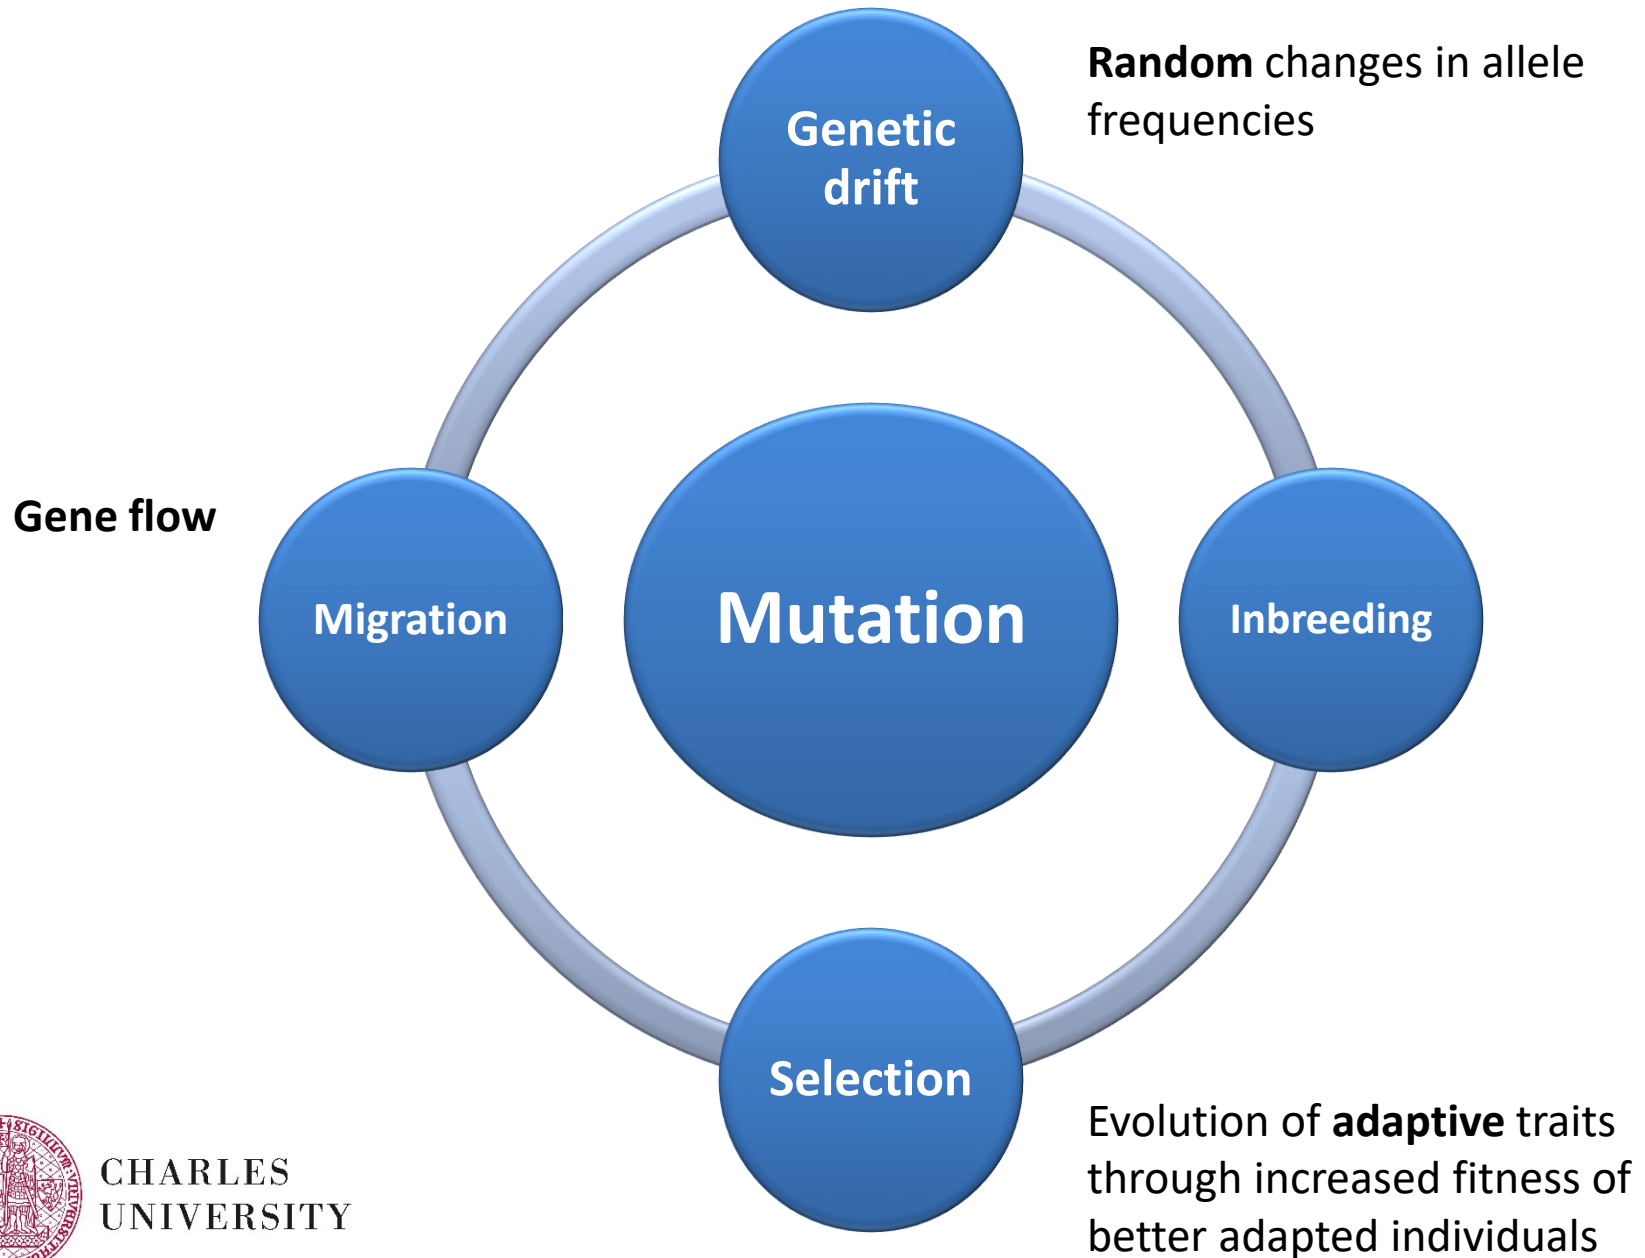 Random changes in allele
frequencies
Genetic
drift
Gene flow
Migration
Mutation
Inbreeding
Selection
Evolution of adaptive traits
through increased fitness of
better adapted individuals
CHARLES
UNIVERSITY